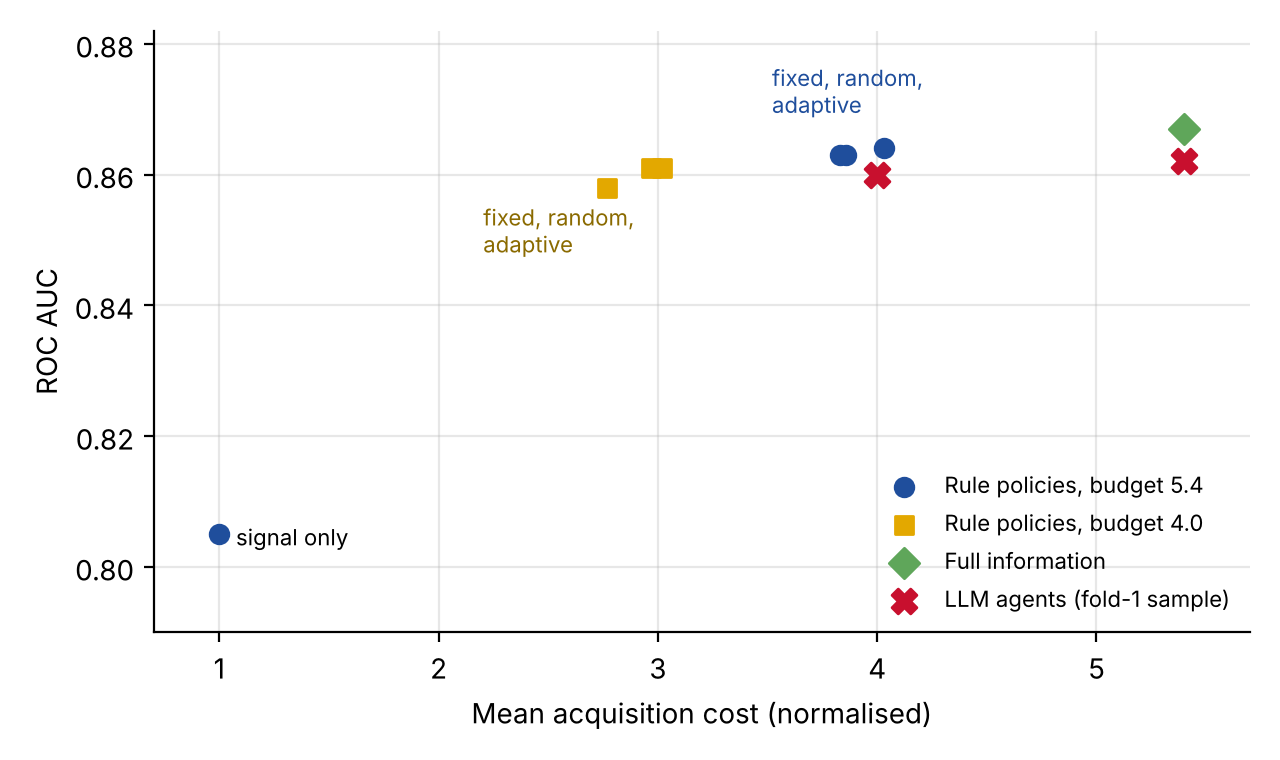 0.88
0.86
0.84
0.82
0.80
ROC AUC
fixed, random,
adaptive
fixed, random,
adaptive
signal only
Rule policies, budget 5.4
Rule policies, budget 4.0
Full information
LLM agents (fold-1 sample)
1 2 3 4 5
Mean acquisition cost (normalised)